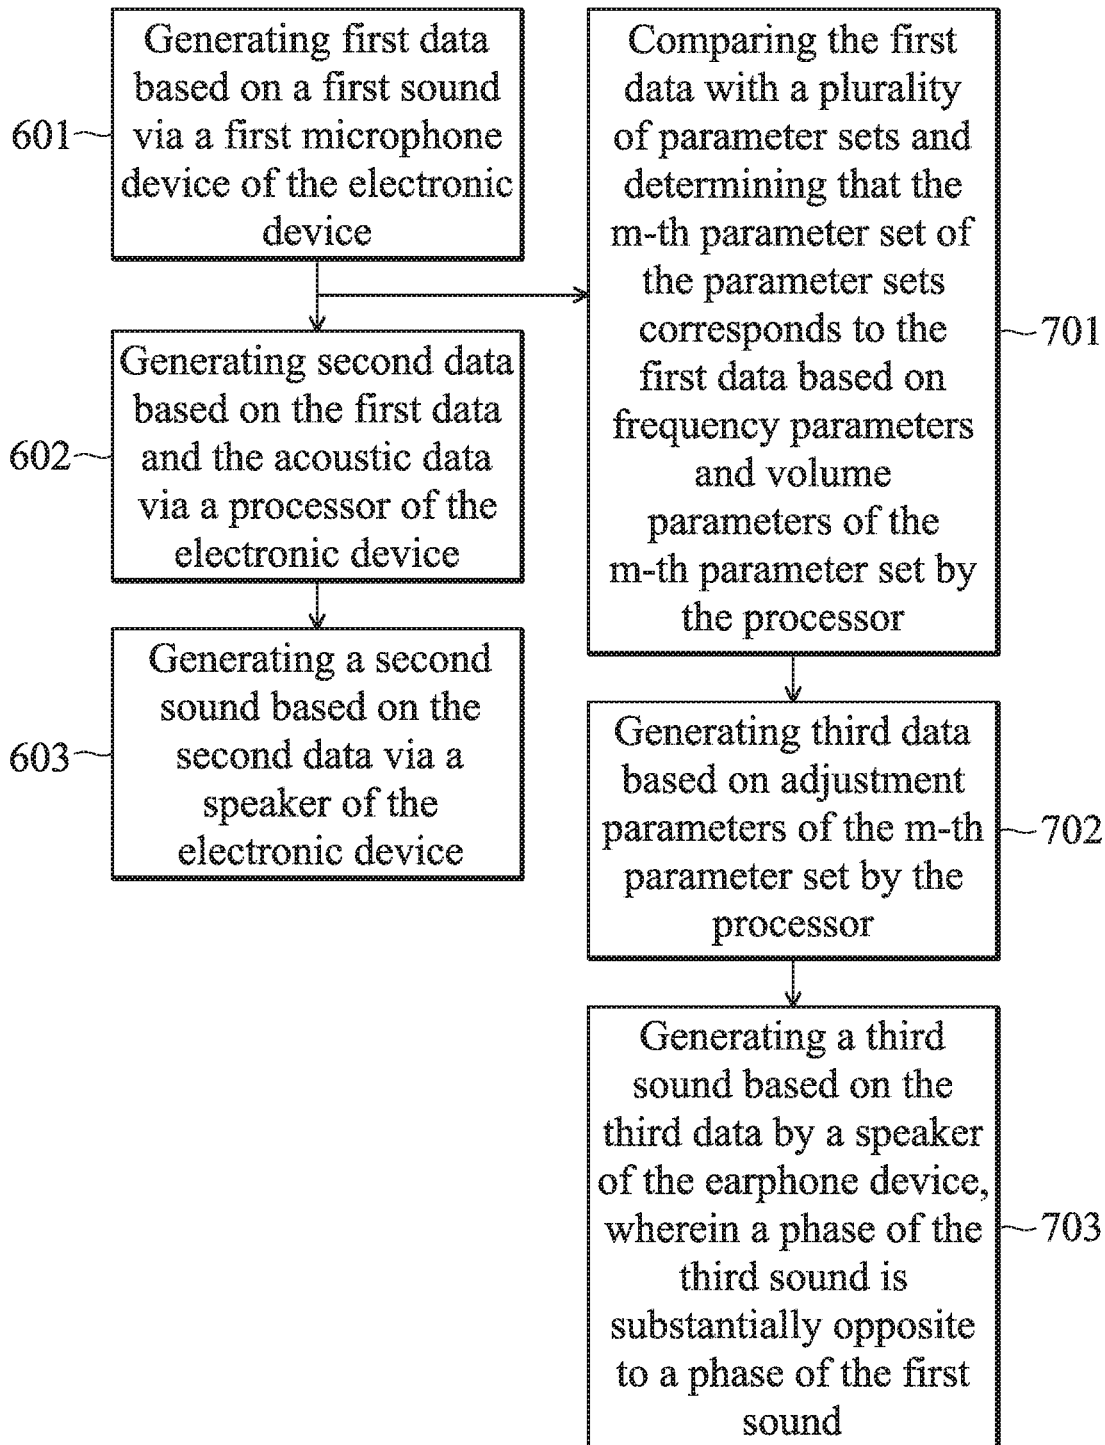 601
Generating first data
based on a first sound
via a first microphone
device of the electronic
device
602
Generating second data
based on the first data
and the acoustic data
via a processor of the
electronic device
603
Generating a second
sound based on the
second data via a
speaker of the
electronic device
Comparing the first
data with a plurality
of parameter sets and
determining that the
m-th parameter set of
the parameter sets
corresponds to the
first data based on
frequency parameters
and volume
parameters of the
m-th parameter set by
the processor
701
Generating third data
based on adjustment
parameters of the m-th
parameter set by the
processor
702
Generating a third
sound based on the
third data by a speaker
of the earphone device,
wherein a phase of the
third sound is
substantially opposite
to a phase of the first
sound
703